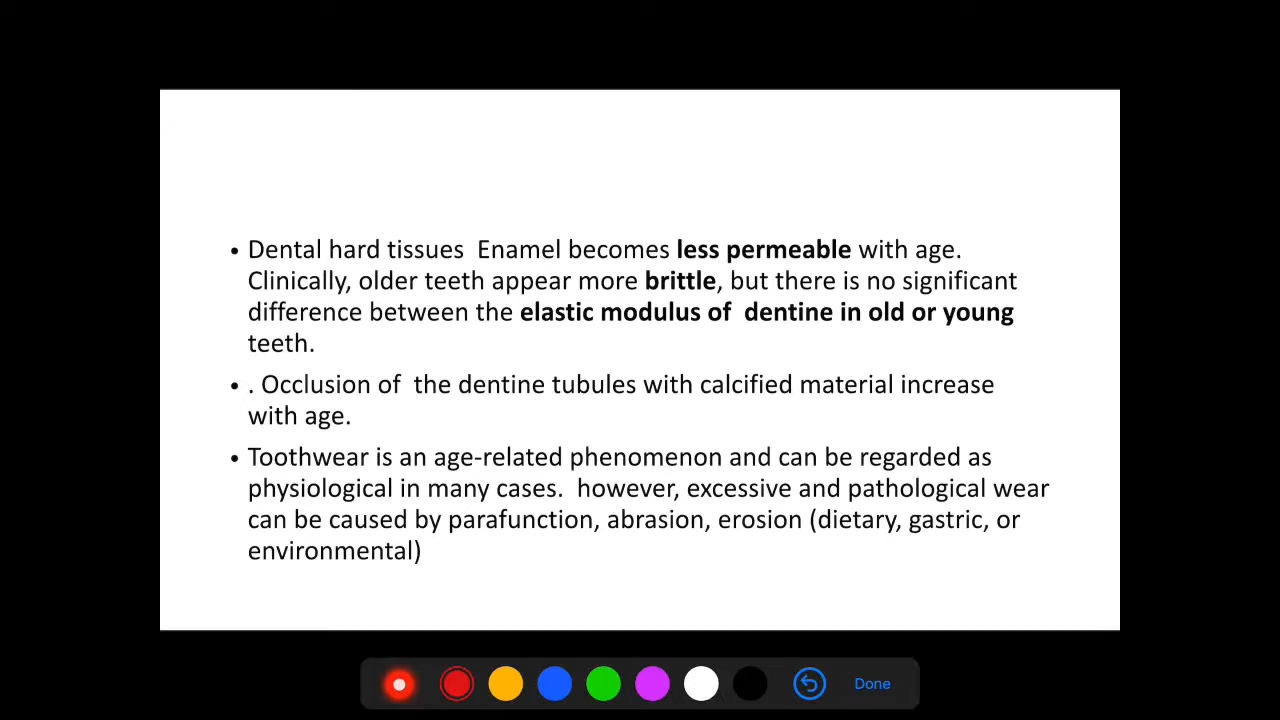 • Dental hard tissues  Enamel becomes less permeable with age.
Clinically, older teeth appear more brittle, but there is no significant
difference between the elastic modulus of  dentine in old or young
teeth.
• . Occlusion of  the dentine tubules with calcified material increase
with age.
• Toothwear is an age-related phenomenon and can be regarded as
physiological in many cases.  however, excessive and pathological wear
can be caused by parafunction, abrasion, erosion (dietary, gastric, or
environmental)
Done